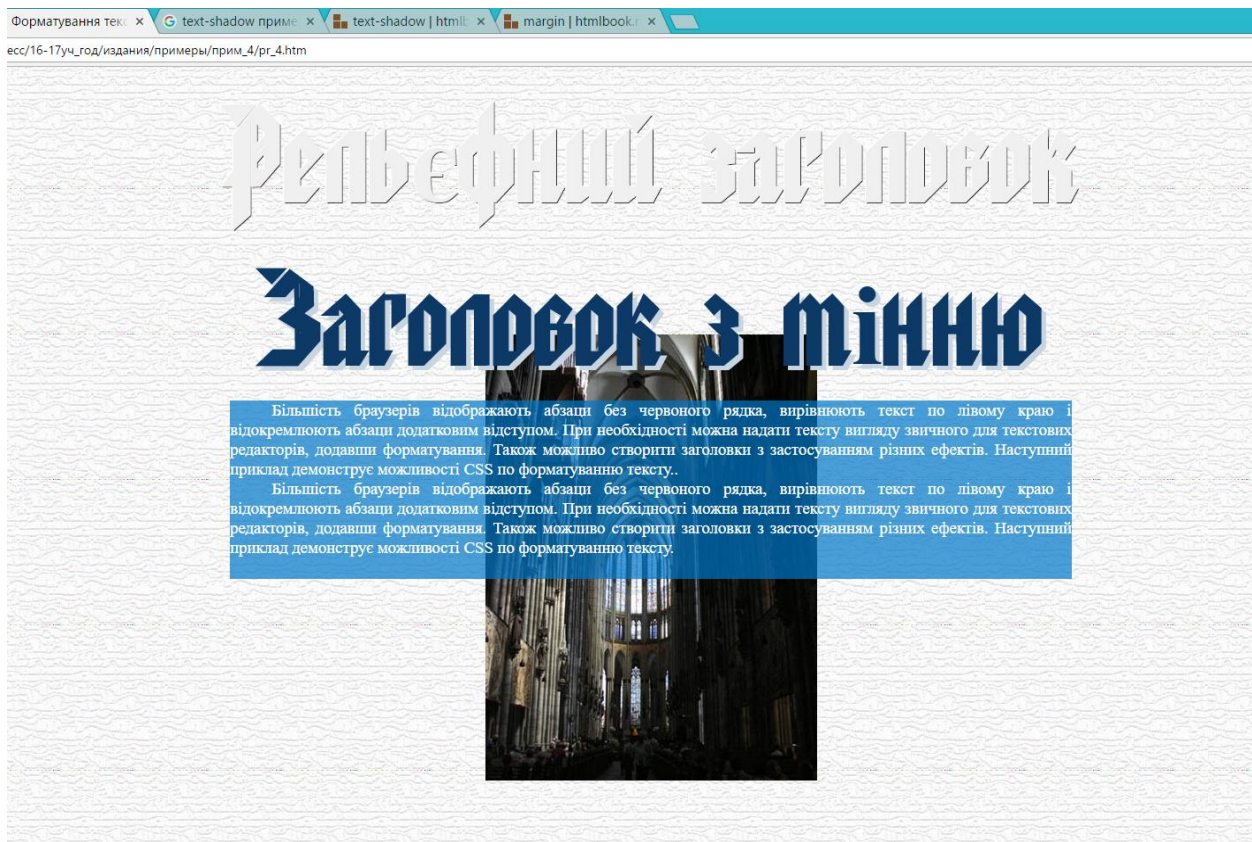 Форматування текс
text-shadow приме
text-shadow | htmlb
margin | htmlbook.r
есс/16-17уч_год/издания/примеры/прим_4/pr_4.htm
Рельєфний заголовок
Заголовок з тінню
Більшість браузерів відображають абзаци без червоного рядка, вирівнюють текст по лівому краю і
відокремлюють абзаци додатковим відступом. При необхідності можна надати тексту вигляду звичного для текстових
редакторів, додавши форматування. Також можливо створити заголовки з застосуванням різних ефектів. Наступний
приклад демонструє можливості CSS по форматуванню тексту..
Більшість браузерів відображають абзаци без червоного рядка, вирівнюють текст по лівому краю і
відокремлюють абзаци додатковим відступом. При необхідності можна надати тексту вигляду звичного для текстових
редакторів, додавши форматування. Також можливо створити заголовки з застосуванням різних ефектів. Наступний
приклад демонструє можливості CSS по форматуванню тексту.